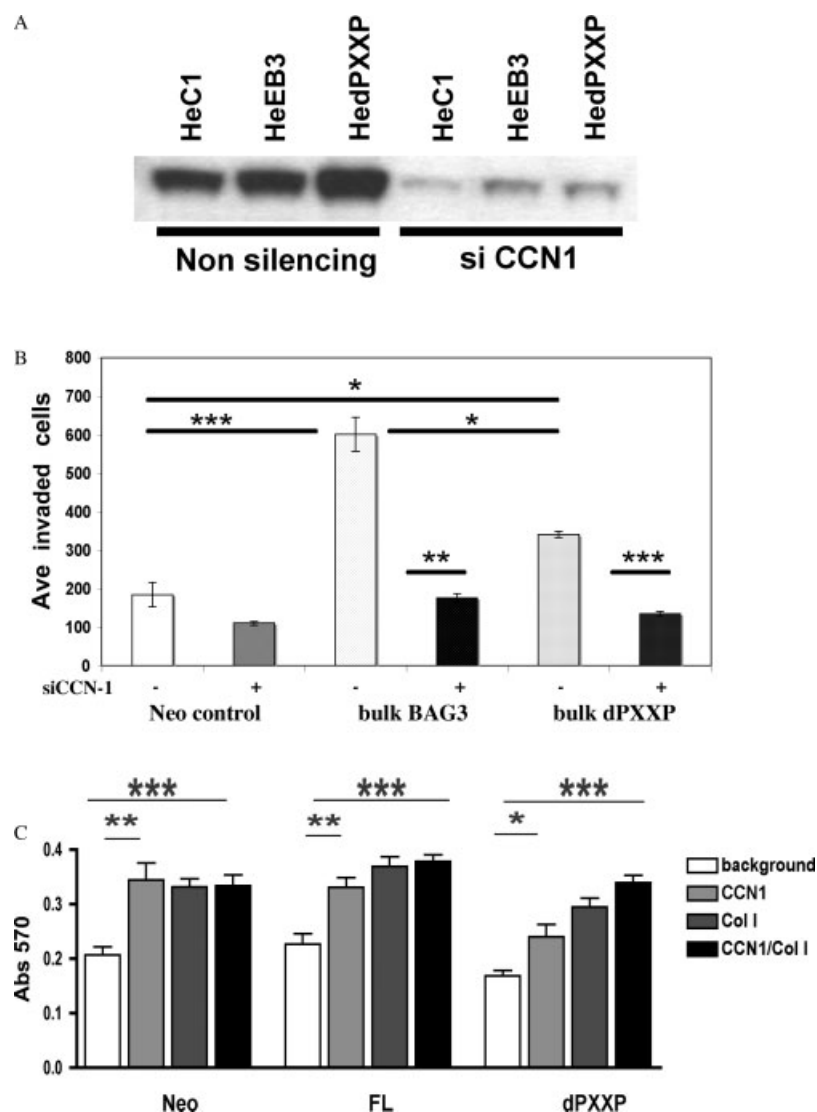 A
HeC1 HeEB3 HedPXXP HeC1 HeEB3 HedPXXP
Non silencing si CCN1
B
800
700
600
500
400
300
200
100
0
Ave invaded cells
*
*** *
** ***
siCCN-1 - + - + - +
Neo control bulk BAG3 bulk dPXXP
C
*** *** ***
** ** *
0.4
0.3
0.2
0.1
0.0
Abs 570
background
CCN1
Col I
CCN1/Col I
Neo FL dPXXP